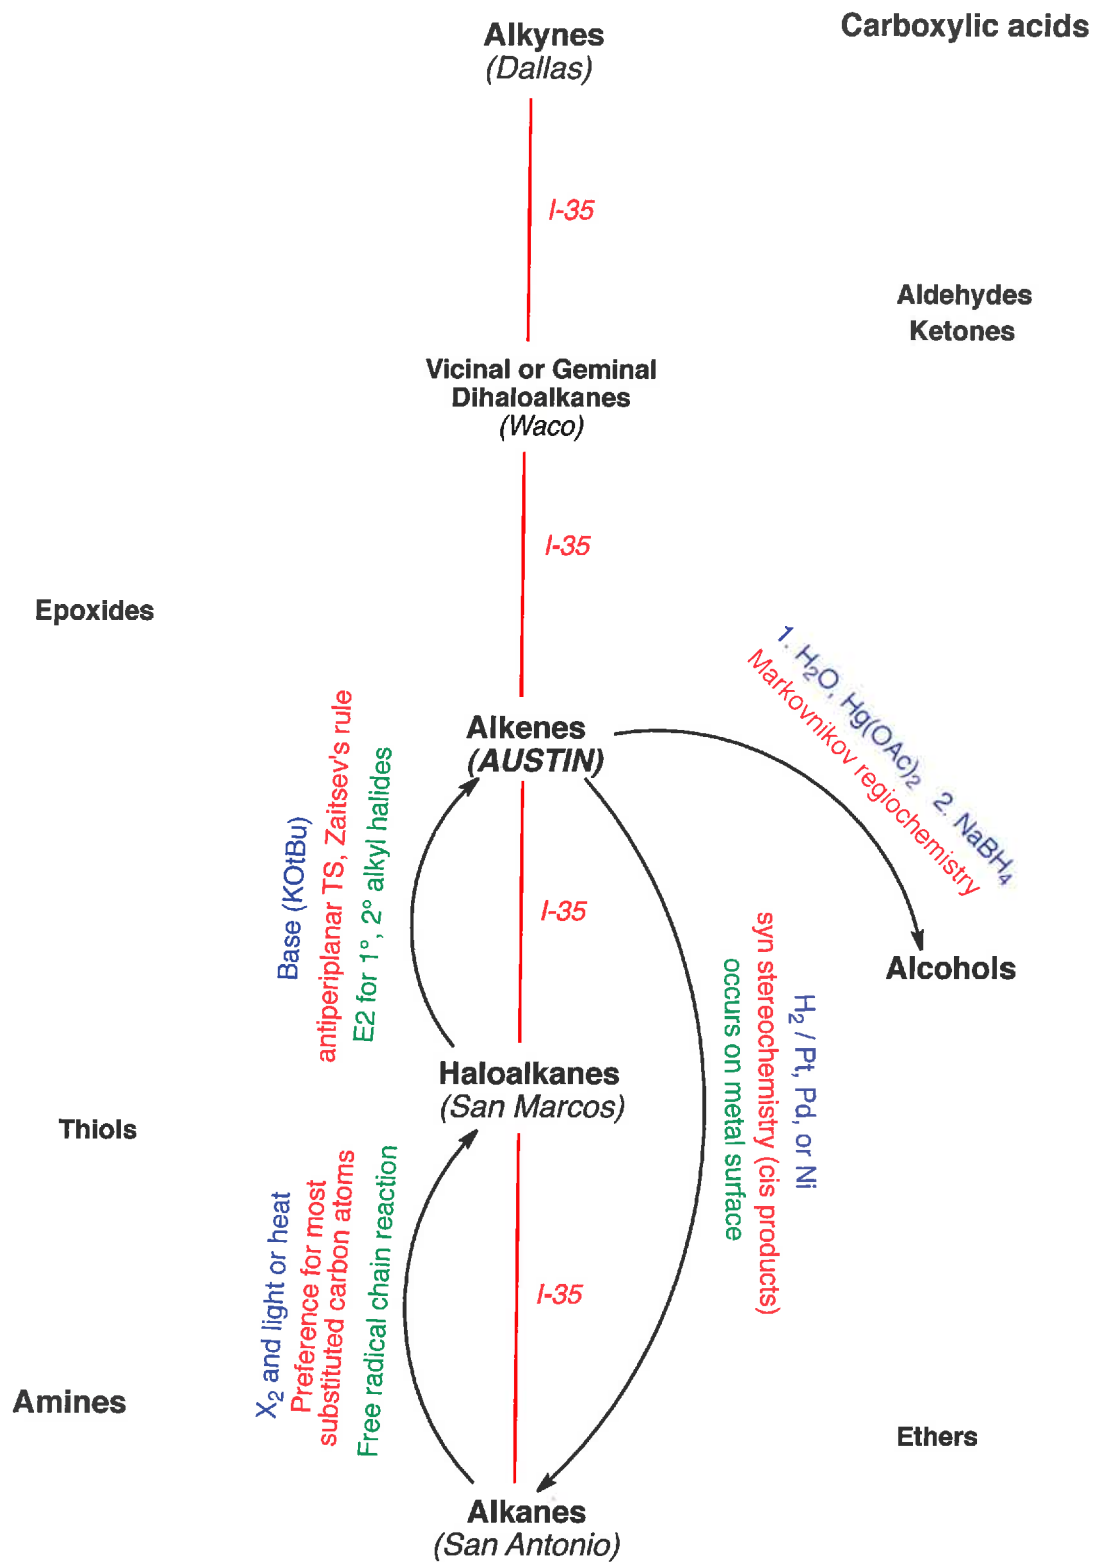 Alkynes
(Dallas)
Carboxylic acids
I-35
Aldehydes
Ketones
Vicinal or Geminal
Dihaloalkanes
(Waco)
I-35
Epoxides
1. H₂O, Hg(OAc)₂ 2. NaBH₄
Markovnikov regiochemistry
Alkenes
(AUSTIN)
Base (KOtBu)
antiperiplanar TS, Zaitsev's rule
E2 for 1°, 2° alkyl halides
I-35
Alcohols
H₂ / Pt, Pd, or Ni
syn stereochemistry (cis products)
occurs on metal surface
Haloalkanes
(San Marcos)
Thiols
X₂ and light or heat
Preference for most
substituted carbon atoms
Free radical chain reaction
I-35
Amines
Ethers
Alkanes
(San Antonio)